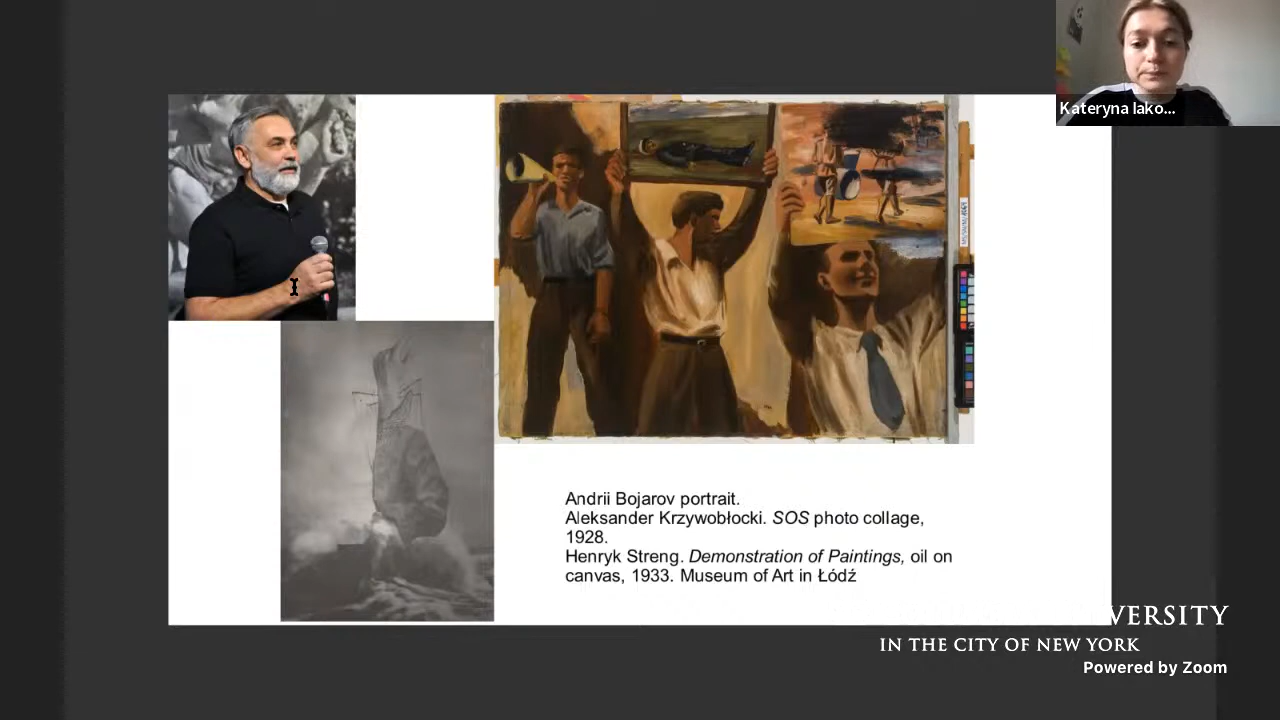 Kateryna Iako...
Andrii Bojarov portrait.
Aleksander Krzywobłocki. SOS photo collage,
1928.
Henryk Streng. Demonstration of Paintings, oil on
canvas, 1933. Museum of Art in Łódź
VERSITY
IN THE CITY OF NEW YORK
Powered by Zoom